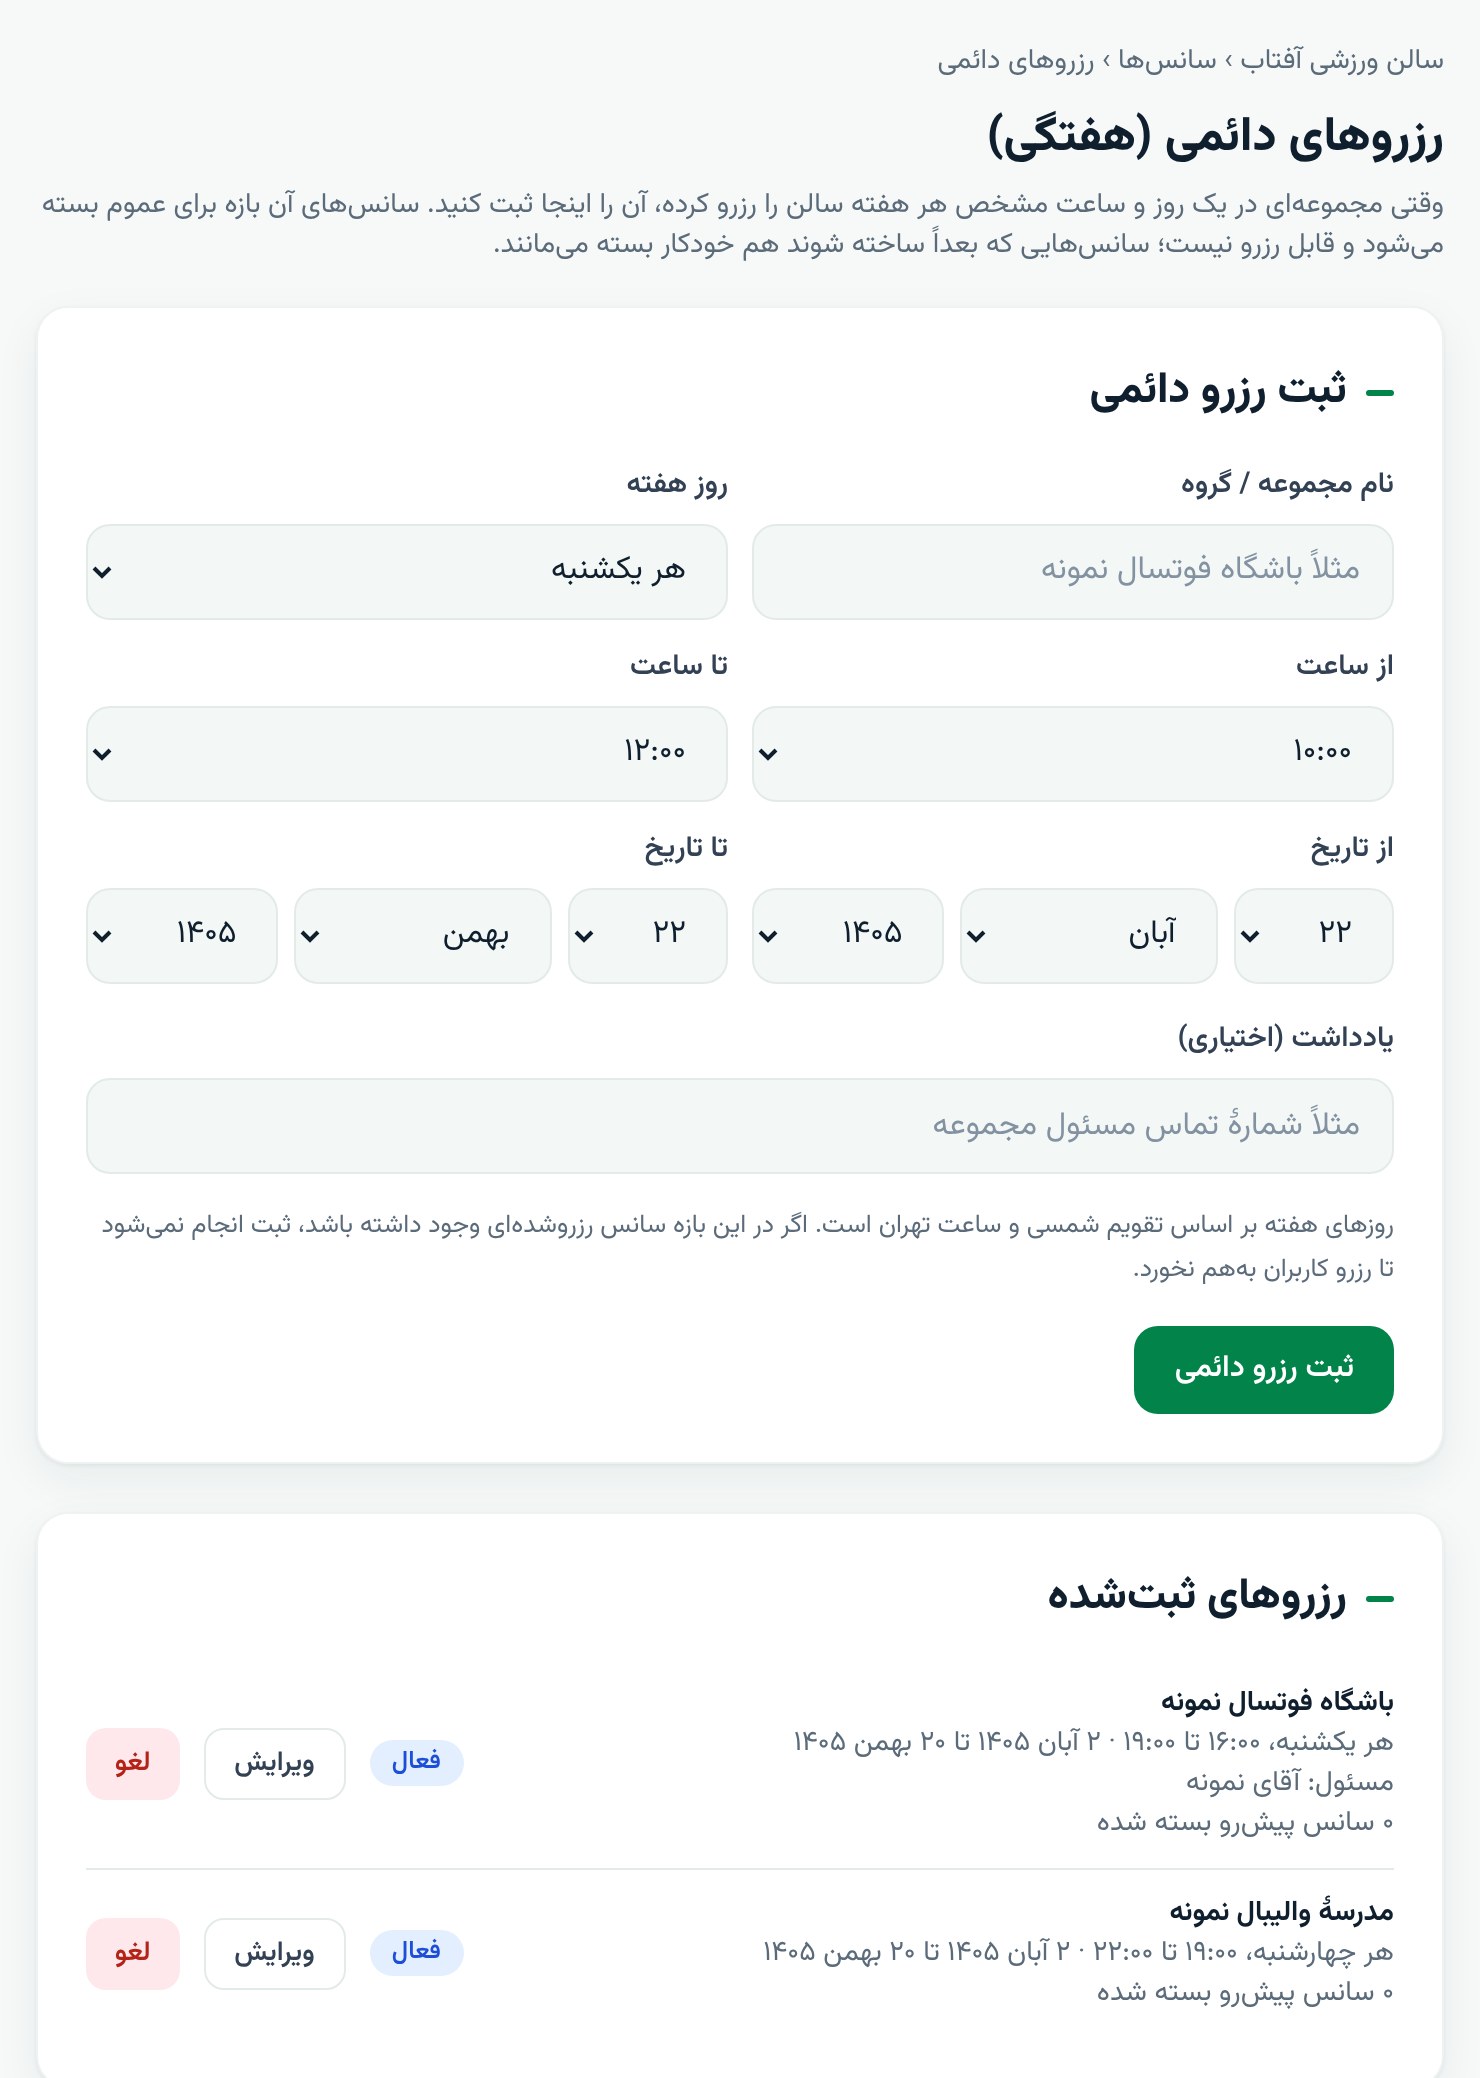 سالن ورزشی آفتاب › سانس‌ها › رزروهای دائمی
رزروهای دائمی (هفتگی)
وقتی مجموعه‌ای در یک روز و ساعت مشخص هر هفته سالن را رزرو کرده، آن را اینجا ثبت کنید. سانس‌های آن بازه برای عموم بسته
می‌شود و قابل رزرو نیست؛ سانس‌هایی که بعداً ساخته شوند هم خودکار بسته می‌مانند.
ثبت رزرو دائمی
نام مجموعه / گروه
روز هفته
مثلاً باشگاه فوتسال نمونه
هر یکشنبه
از ساعت
تا ساعت
۱۰:۰۰
۱۲:۰۰
از تاریخ
تا تاریخ
۲۲ آبان ۱۴۰۵
۲۲ بهمن ۱۴۰۵
یادداشت (اختیاری)
مثلاً شمارهٔ تماس مسئول مجموعه
روزهای هفته بر اساس تقویم شمسی و ساعت تهران است. اگر در این بازه سانس رزروشده‌ای وجود داشته باشد، ثبت انجام نمی‌شود
تا رزرو کاربران به‌هم نخورد.
ثبت رزرو دائمی
رزروهای ثبت‌شده
باشگاه فوتسال نمونه
هر یکشنبه، ۱۶:۰۰ تا ۱۹:۰۰ · ۲ آبان ۱۴۰۵ تا ۲۰ بهمن ۱۴۰۵
مسئول: آقای نمونه
۰ سانس پیش‌رو بسته شده
فعال
ویرایش
لغو
مدرسهٔ والیبال نمونه
هر چهارشنبه، ۱۹:۰۰ تا ۲۲:۰۰ · ۲ آبان ۱۴۰۵ تا ۲۰ بهمن ۱۴۰۵
۰ سانس پیش‌رو بسته شده
فعال
ویرایش
لغو